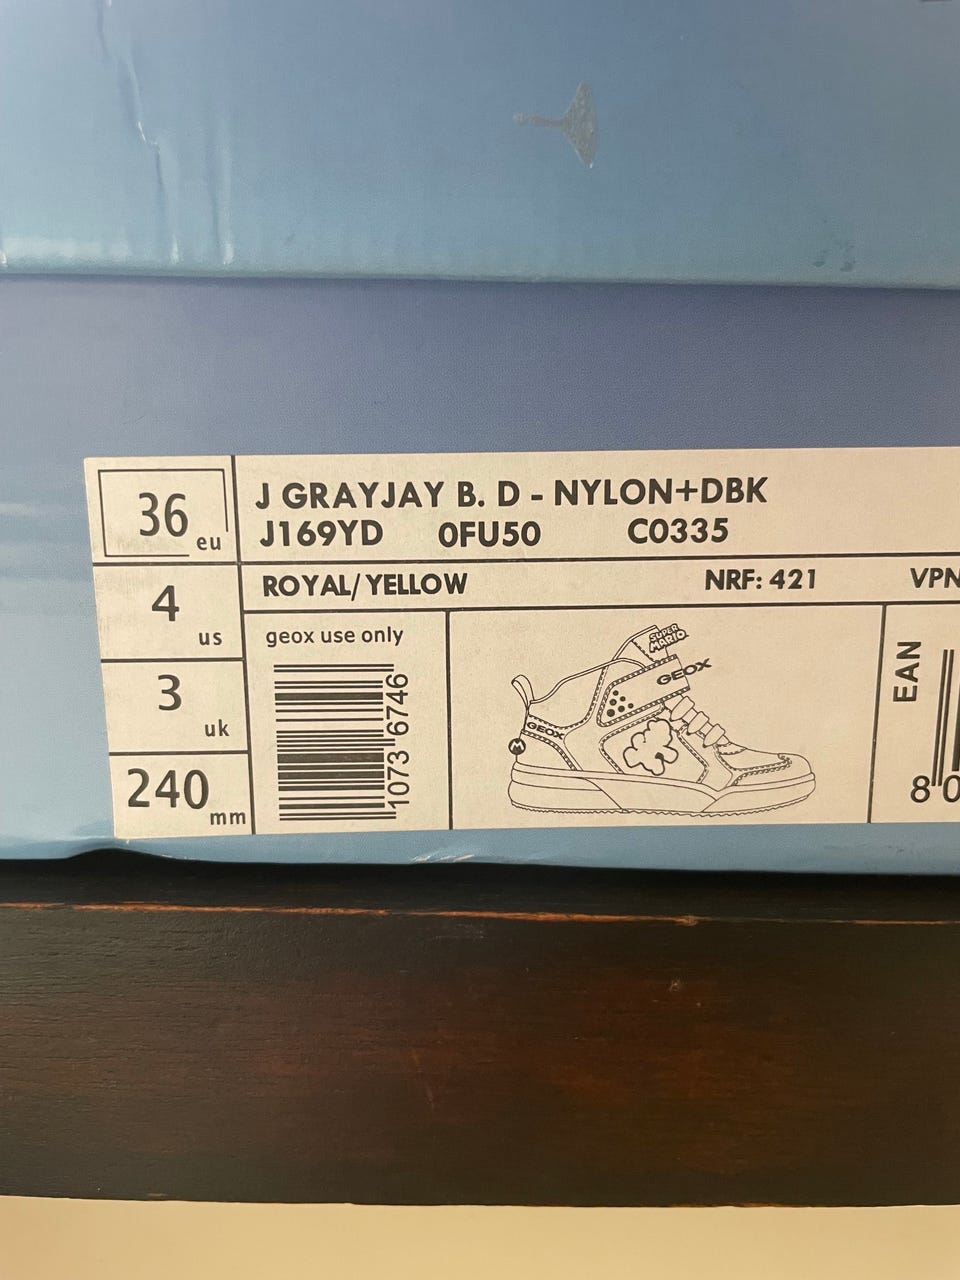 36 eu
4 us
3 uk
240 mm
J GRAYJAY B. D - NYLON+DBK
J169YD 0FU50 C0335
ROYAL/YELLOW NRF: 421 VPN
geox use only
1073 6746
SUPER
MARIO
GEOX
GEOX
M
EAN
8 0